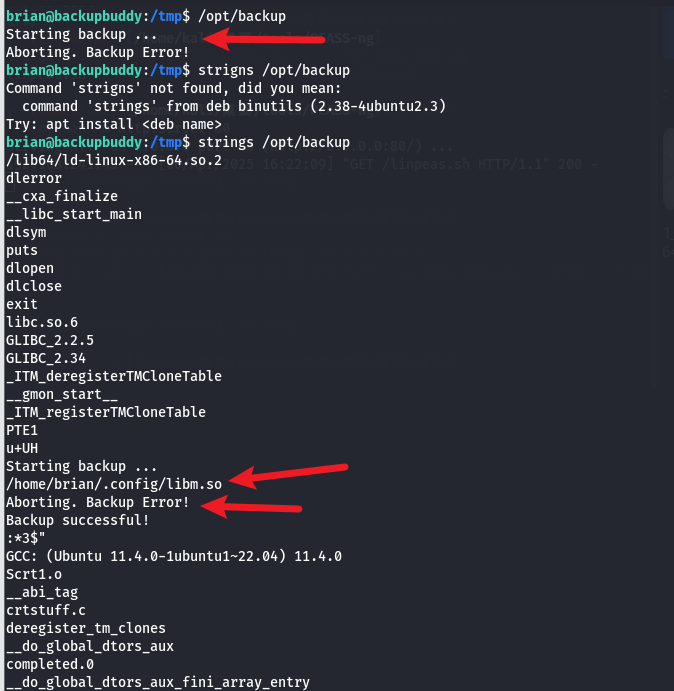 brian@backupbuddy:/tmp$ /opt/backup
Starting backup ...
Aborting. Backup Error!
brian@backupbuddy:/tmp$ strigns /opt/backup
Command 'strigns' not found, did you mean:
  command 'strings' from deb binutils (2.38-4ubuntu2.3)
Try: apt install <deb name>
brian@backupbuddy:/tmp$ strings /opt/backup
/lib64/ld-linux-x86-64.so.2
dlerror
__cxa_finalize
__libc_start_main
dlsym
puts
dlopen
dlclose
exit
libc.so.6
GLIBC_2.2.5
GLIBC_2.34
_ITM_deregisterTMCloneTable
__gmon_start__
_ITM_registerTMCloneTable
PTE1
u+UH
Starting backup ...
/home/brian/.config/libm.so
Aborting. Backup Error!
Backup successful!
:*3$"
GCC: (Ubuntu 11.4.0-1ubuntu1~22.04) 11.4.0
Scrt1.o
__abi_tag
crtstuff.c
deregister_tm_clones
__do_global_dtors_aux
completed.0
__do_global_dtors_aux_fini_array_entry